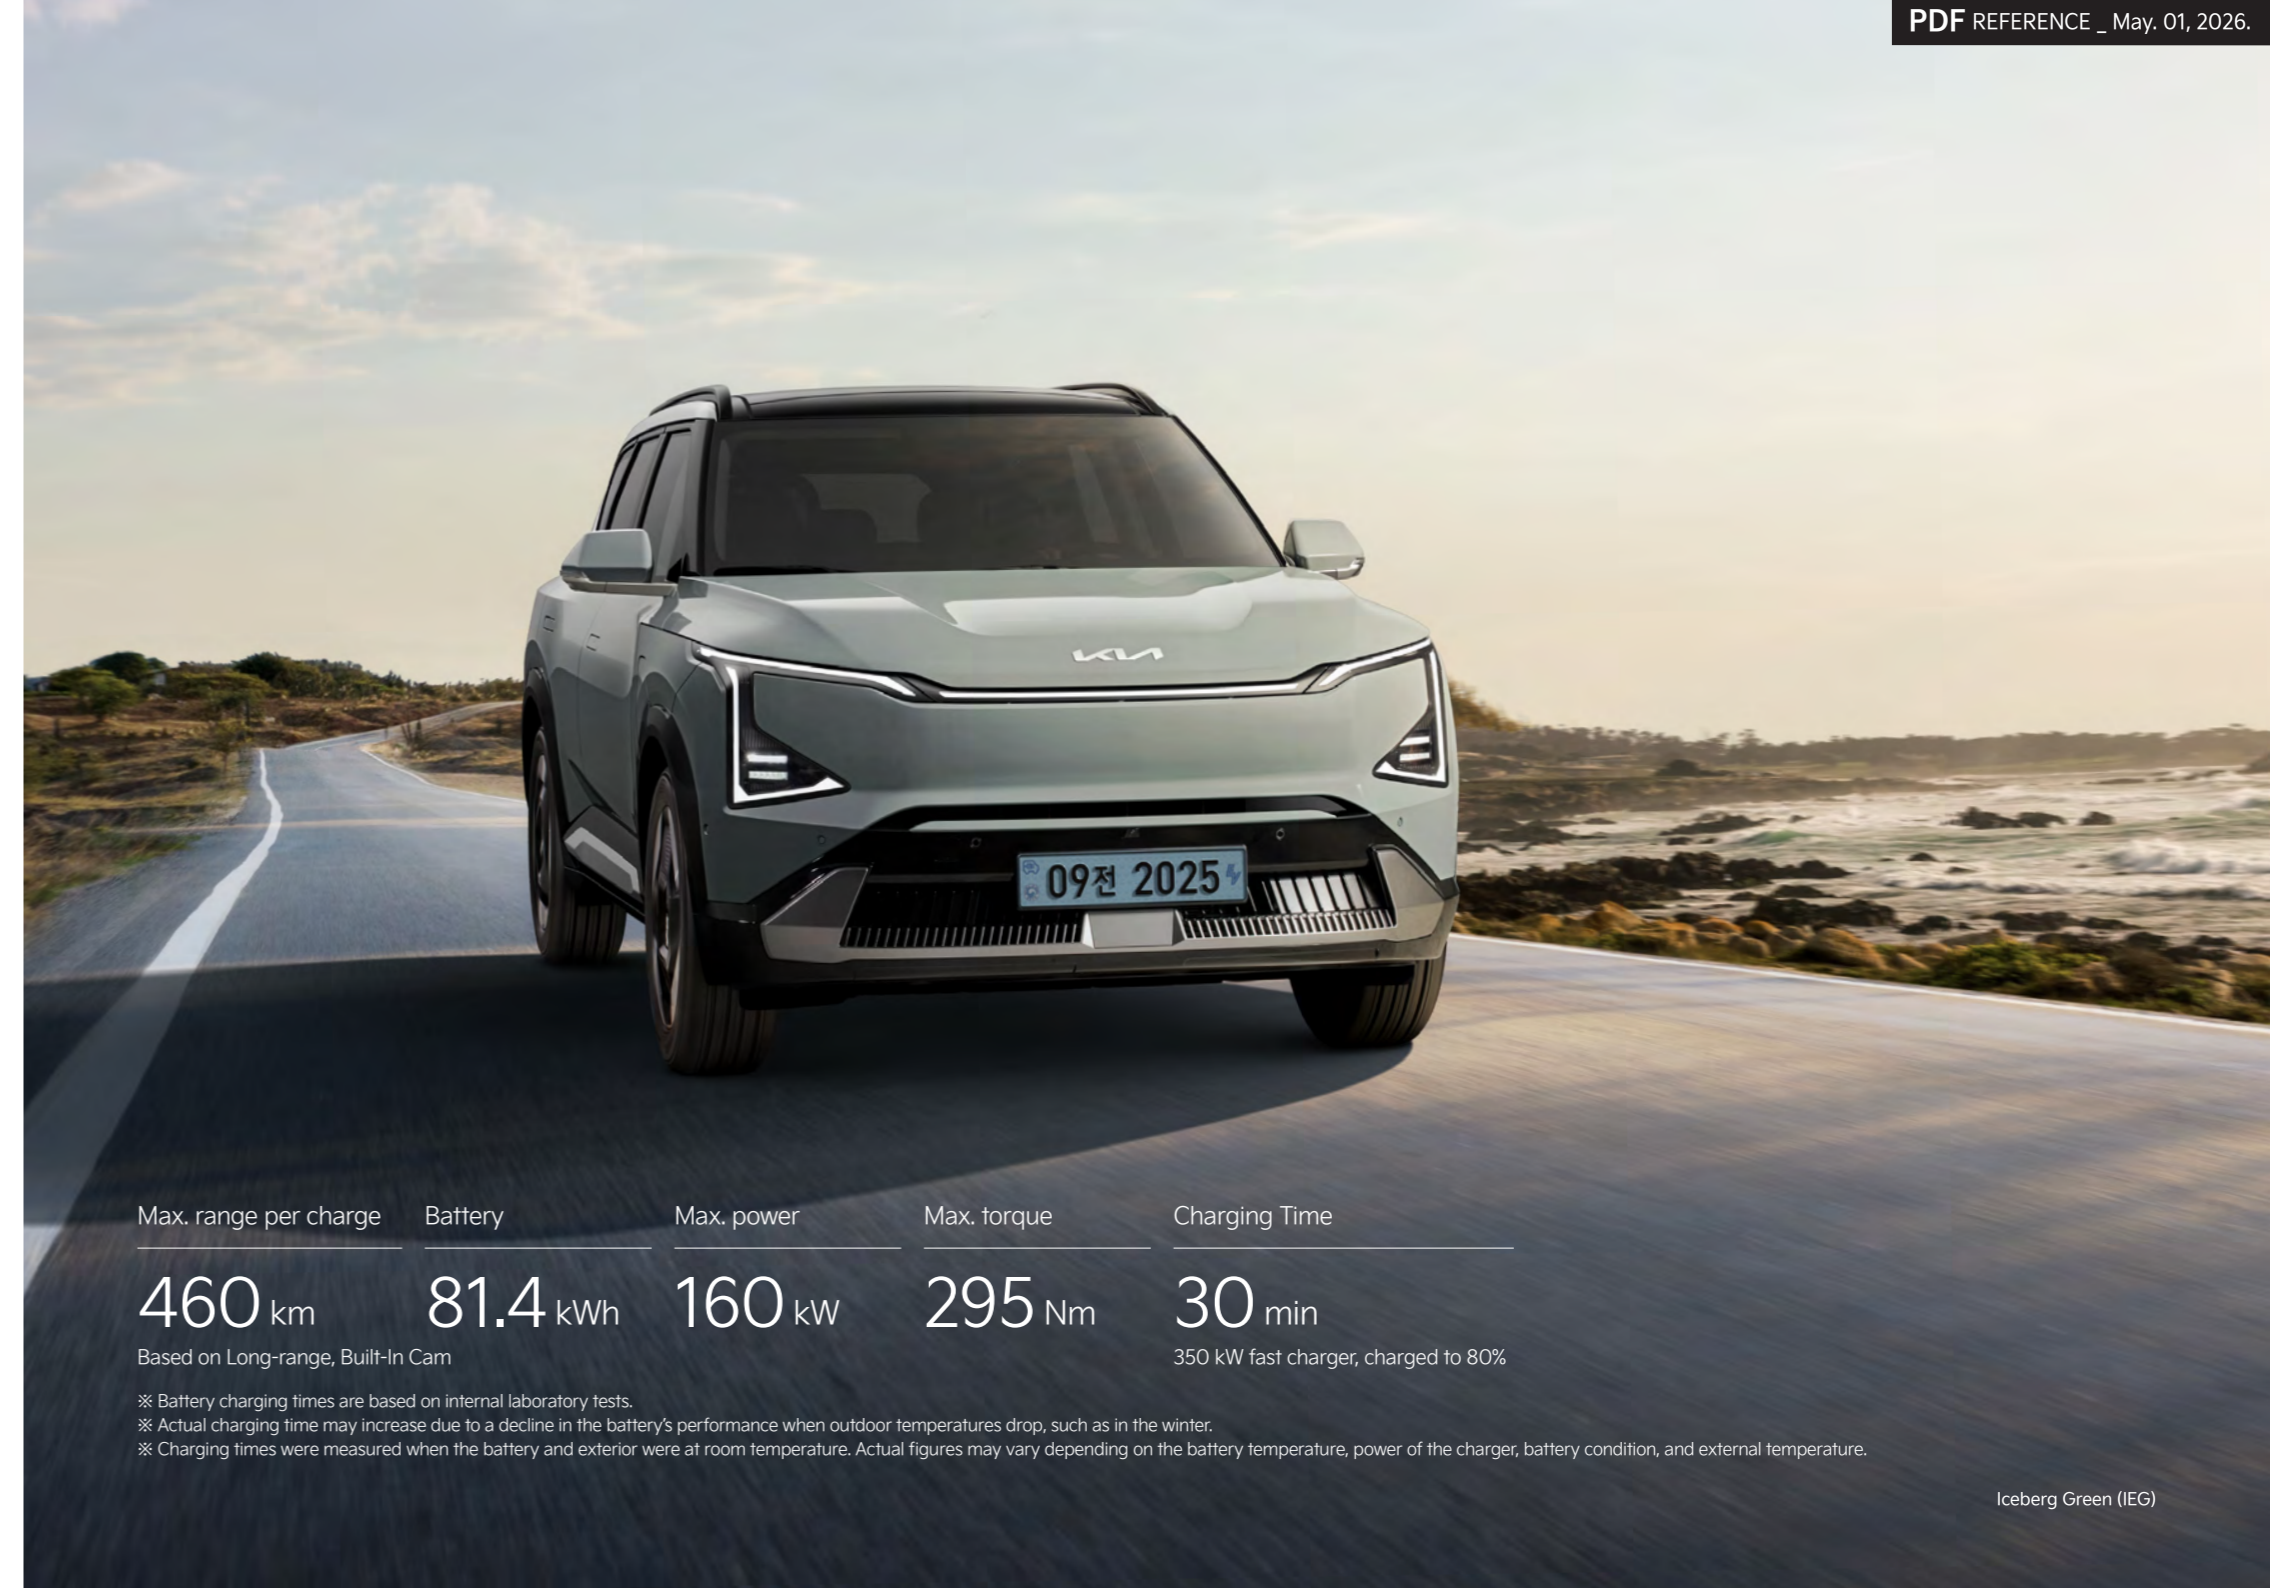 PDF REFERENCE _ May. 01, 2026.
KIA
09전 2025
Max. range per charge
460 km
Based on Long-range, Built-In Cam
Battery
81.4 kWh
Max. power
160 kW
Max. torque
295 Nm
Charging Time
30 min
350 kW fast charger, charged to 80%
※ Battery charging times are based on internal laboratory tests.
※ Actual charging time may increase due to a decline in the battery's performance when outdoor temperatures drop, such as in the winter.
※ Charging times were measured when the battery and exterior were at room temperature. Actual figures may vary depending on the battery temperature, power of the charger, battery condition, and external temperature.
Iceberg Green (IEG)